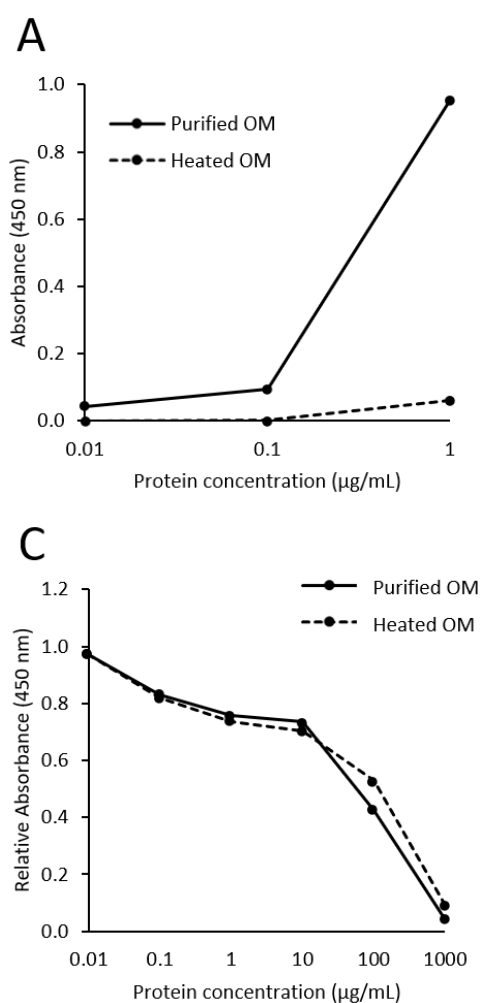 A
1.0
0.8
0.6
0.4
0.2
0.0
Absorbance (450 nm)
Purified OM
Heated OM
0.01
0.1
1
Protein concentration (µg/mL)
C
1.2
1.0
0.8
0.6
0.4
0.2
0.0
Relative Absorbance (450 nm)
Purified OM
Heated OM
0.01
0.1
1
10
100
1000
Protein concentration (µg/mL)